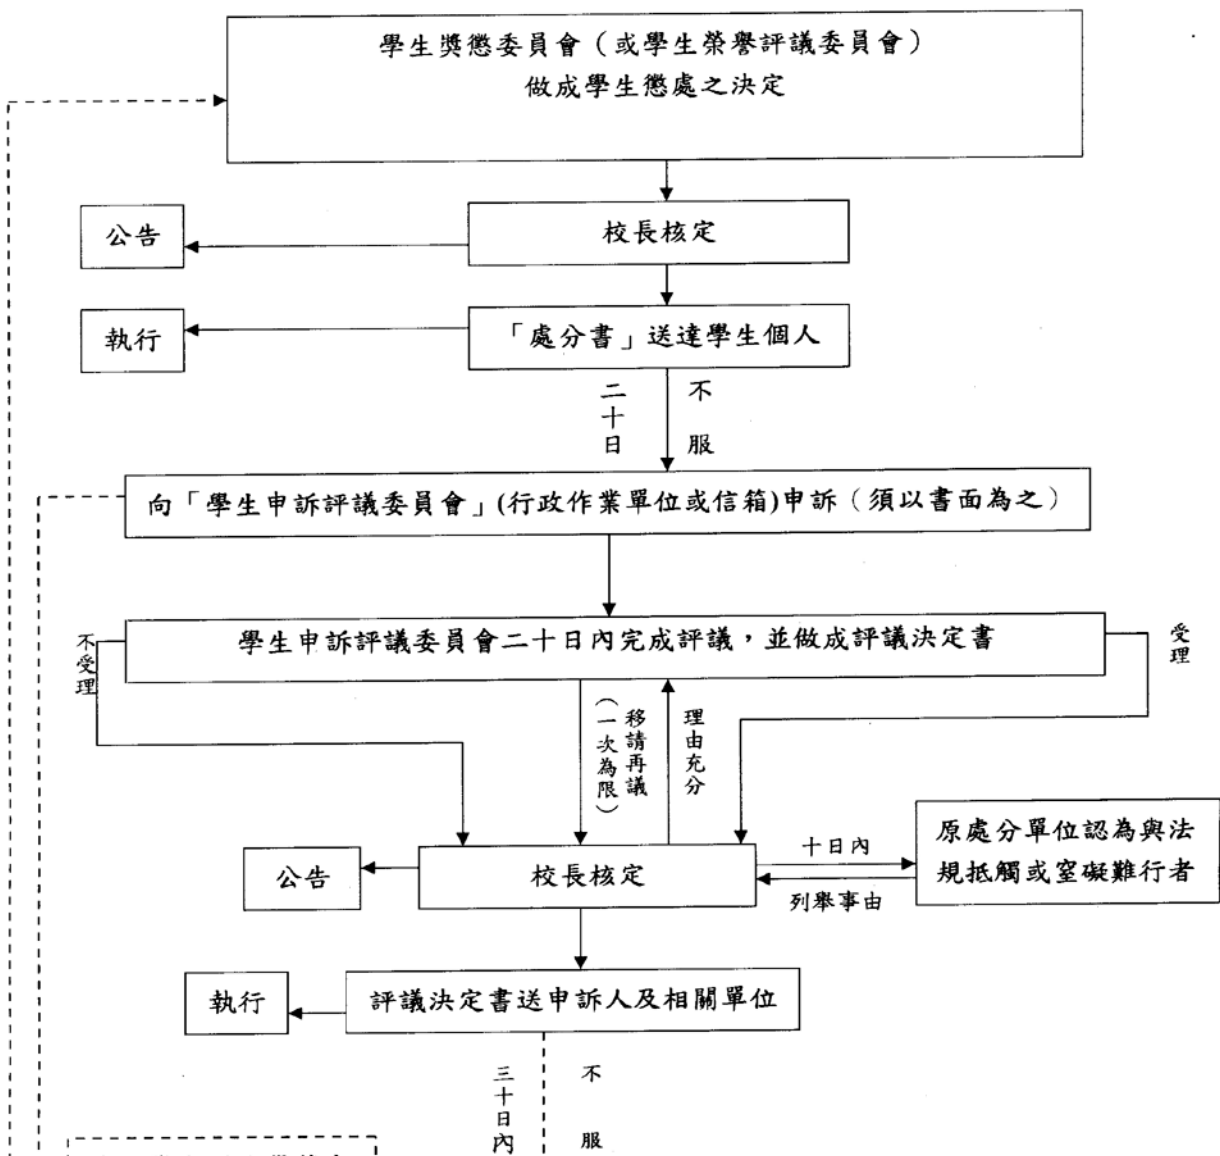 學生獎懲委員會（或學生榮譽評議委員會）
做成學生懲處之決定
公告
校長核定
執行
「處分書」送達學生個人
二十日
不服
向「學生申訴評議委員會」(行政作業單位或信箱)申訴（須以書面為之）
學生申訴評議委員會二十日內完成評議，並做成評議決定書
不受理
受理
移請再議
（一次為限）
理由充分
公告
校長核定
十日內
列舉事由
原處分單位認為與法
規抵觸或窒礙難行者
執行
評議決定書送申訴人及相關單位
三十日內
不服